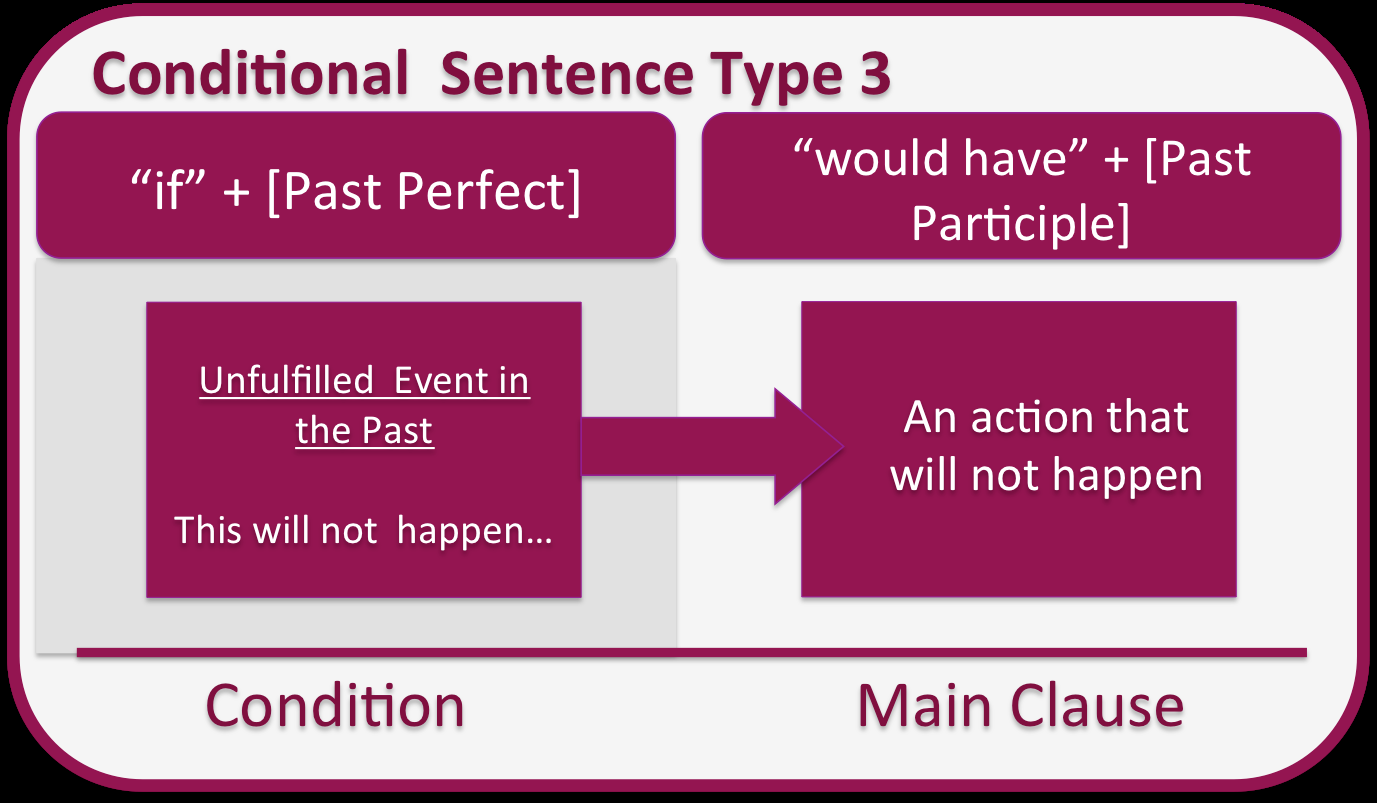 Conditional Sentence Type 3
“if” + [Past Perfect]
“would have” + [Past
Participle]
Unfulfilled Event in
the Past
This will not happen…
An action that
will not happen
Condition
Main Clause